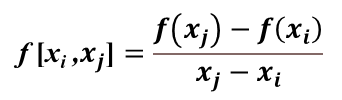 f[xᵢ,xⱼ] = (f(xⱼ) − f(xᵢ)) / (xⱼ − xᵢ)